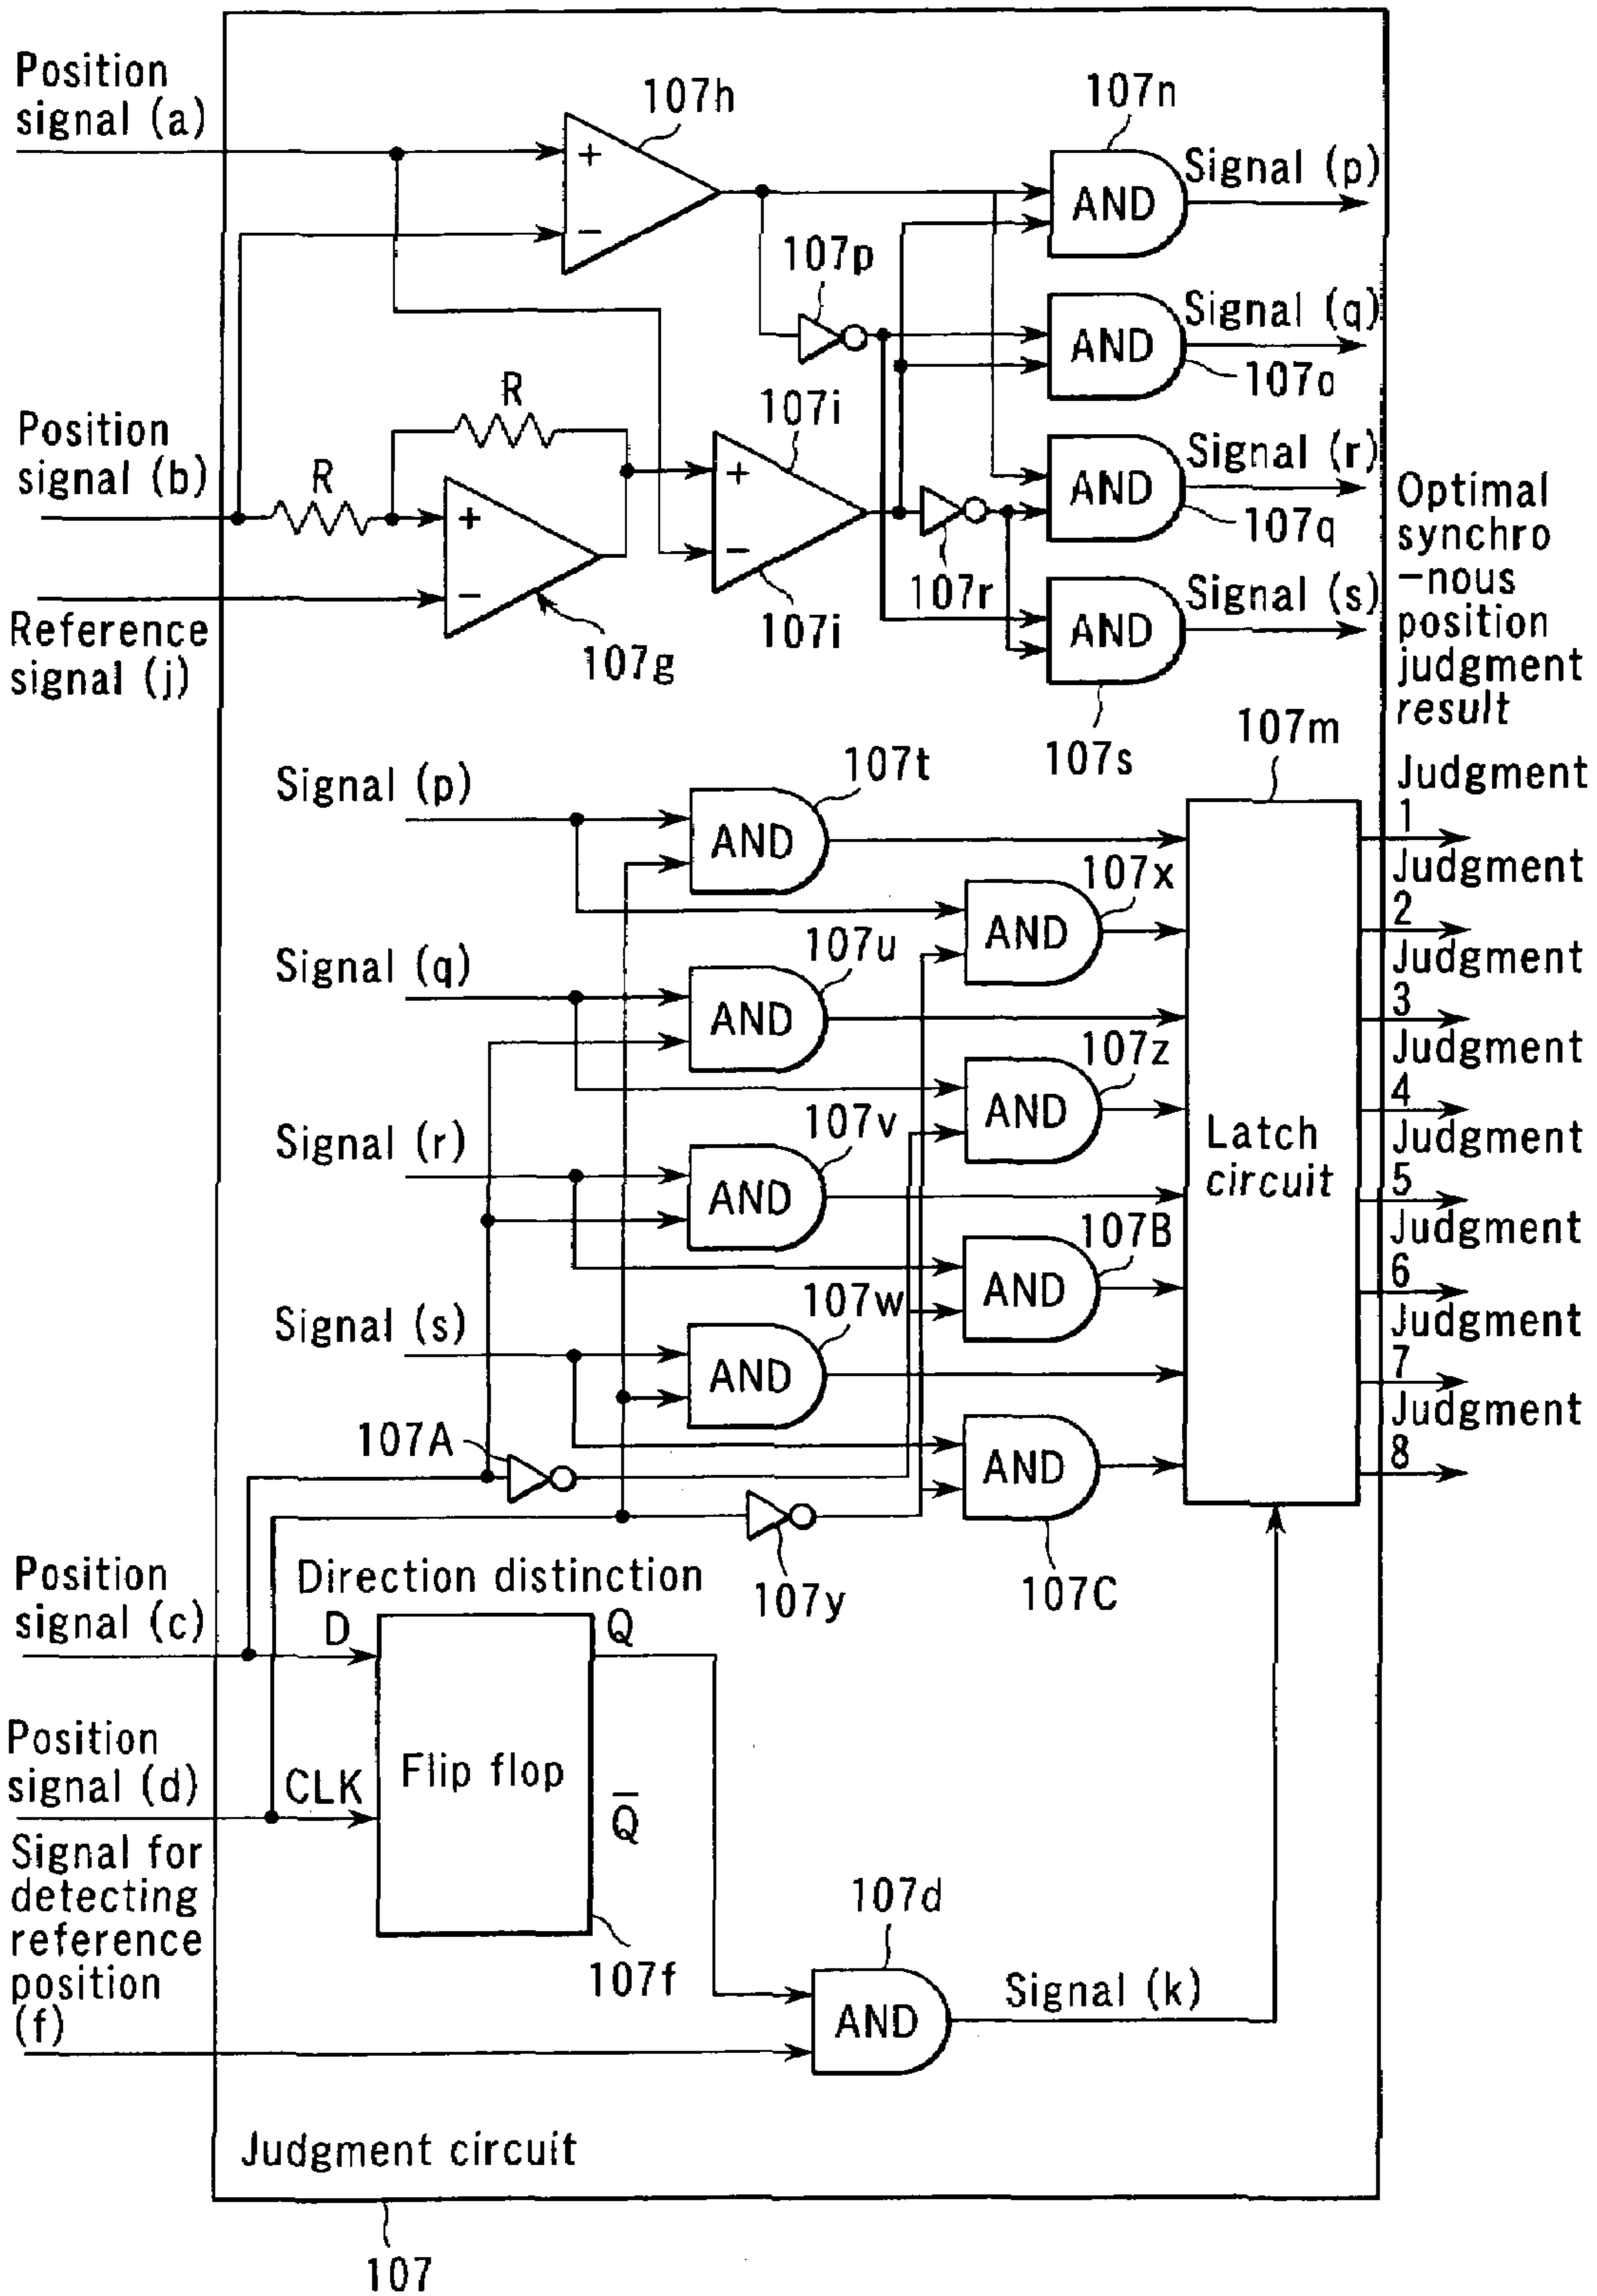 Position
signal (a)
107h
107n
+
−
AND
Signal (p)
107p
AND
Signal (q)
107o
R
107i
Position
signal (b)
R
+
−
+
−
AND
Signal (r)
107q
Optimal
synchro
-nous
position
judgment
result
107r
AND
Signal (s)
Reference
signal (j)
107g
107i
107s
107m
Signal (p)
107t
AND
Judgment
1
Judgment
2
Judgment
3
Judgment
4
Judgment
5
Judgment
6
Judgment
7
Judgment
8
107x
AND
Signal (q)
107u
AND
107z
AND
Signal (r)
107v
AND
Latch
circuit
107B
AND
Signal (s)
107w
AND
107A
AND
107C
107y
Position
signal (c)
Direction distinction
D
Q
Position
signal (d)
CLK
Flip flop
Q̅
Signal for
detecting
reference
position
(f)
107f
107d
AND
Signal (k)
Judgment circuit
107